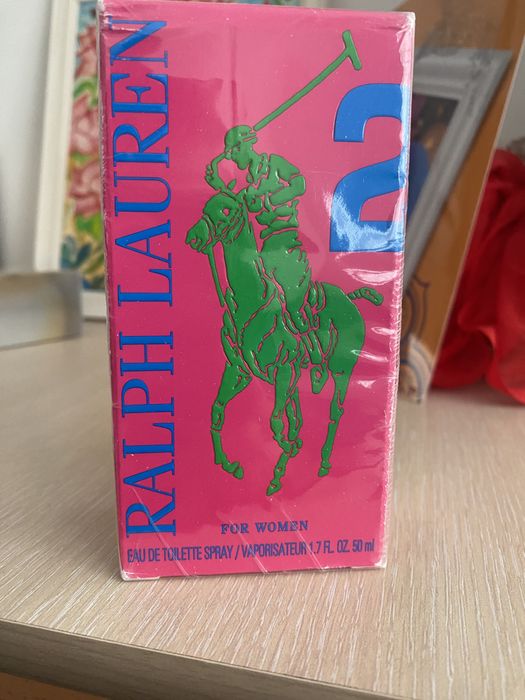 RALPH LAUREN
2
FOR WOMEN
EAU DE TOILETTE SPRAY / VAPORISATEUR 1.7 FL. OZ. 50 ml